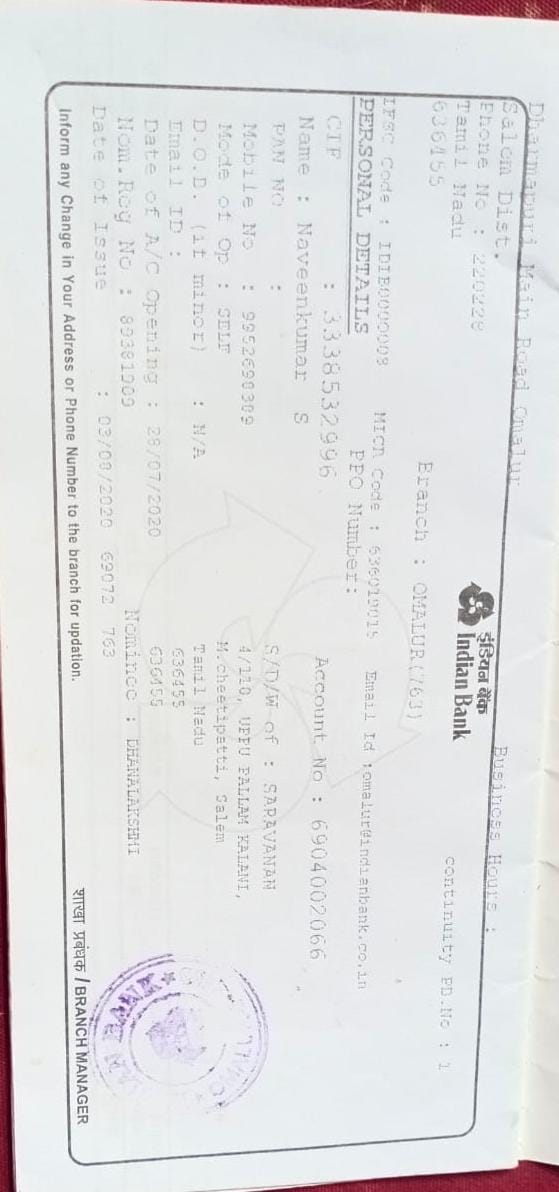 Dharmapuri Main Road Omalur
Salem Dist. Business Hours :
Phone No : 220228
Tamil Nadu
636455
इंडियन बैंक
Indian Bank
continuity PB.No : 1
Branch : OMALUR(763)
IFSC Code : IDIB000O008 MICR Code : 636019015 Email Id :omalur@indianbank.co.in
PERSONAL DETAILS PPO Number:
CIF : 3338532996 Account No : 6904002066
Name : Naveenkumar S
PAN NO : S/D/W of : SARAVANAN
Mobile No : 9952690309 4/110, UPPU PALLAM KALANI,
Mode of Op : SELF M.cheetipatti, Salem
D.O.B. (if minor) : N/A Tamil Nadu
Email ID : 636455
Date of A/C Opening : 28/07/2020 636455
Nom.Reg No : 89381909 Nominee : DHANALAKSHMI
Date of Issue : 03/08/2020 69072 763
शाखा प्रबंधक / BRANCH MANAGER
Inform any Change in Your Address or Phone Number to the branch for updation.